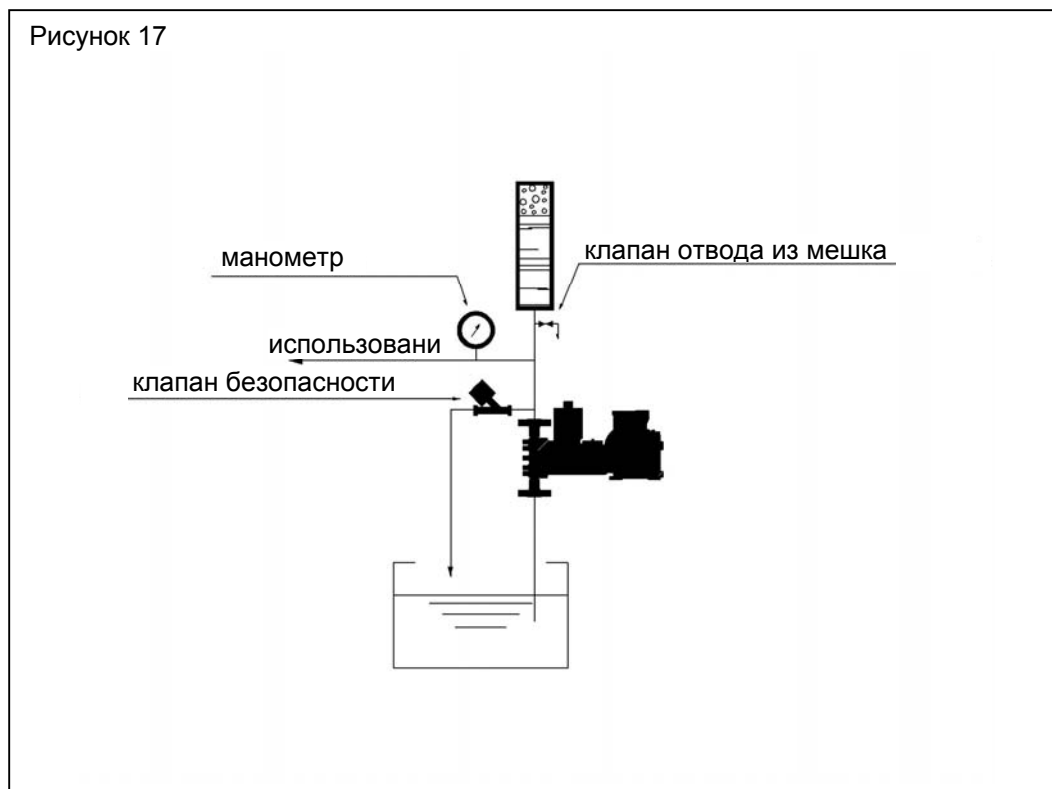 Рисунок 17
манометр
клапан отвода из мешка
использовани
клапан безопасности